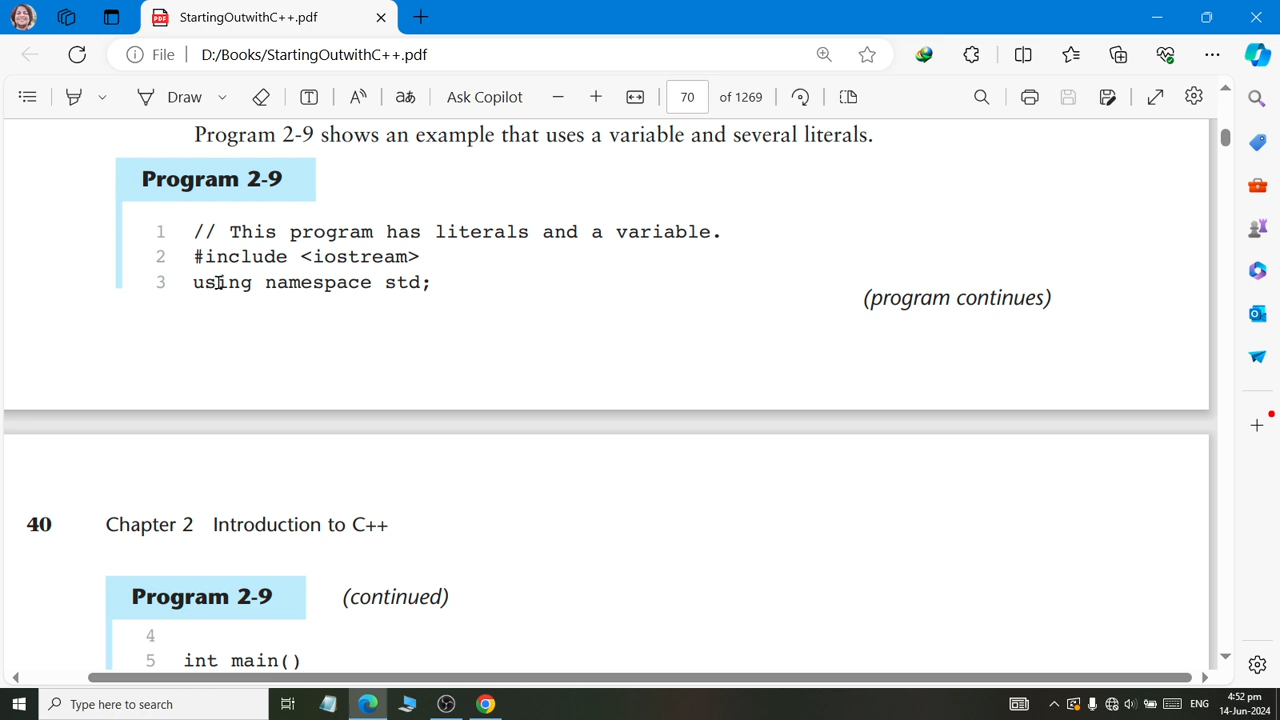 StartingOutwithC++.pdf
File
D:/Books/StartingOutwithC++.pdf
Draw
Ask Copilot
70
of 1269
Program 2-9 shows an example that uses a variable and several literals.
Program 2-9
1 // This program has literals and a variable.
2 #include <iostream>
3 using namespace std;
(program continues)
40 Chapter 2 Introduction to C++
Program 2-9 (continued)
4
5 int main()
Type here to search
ENG
4:52 pm
14-Jun-2024